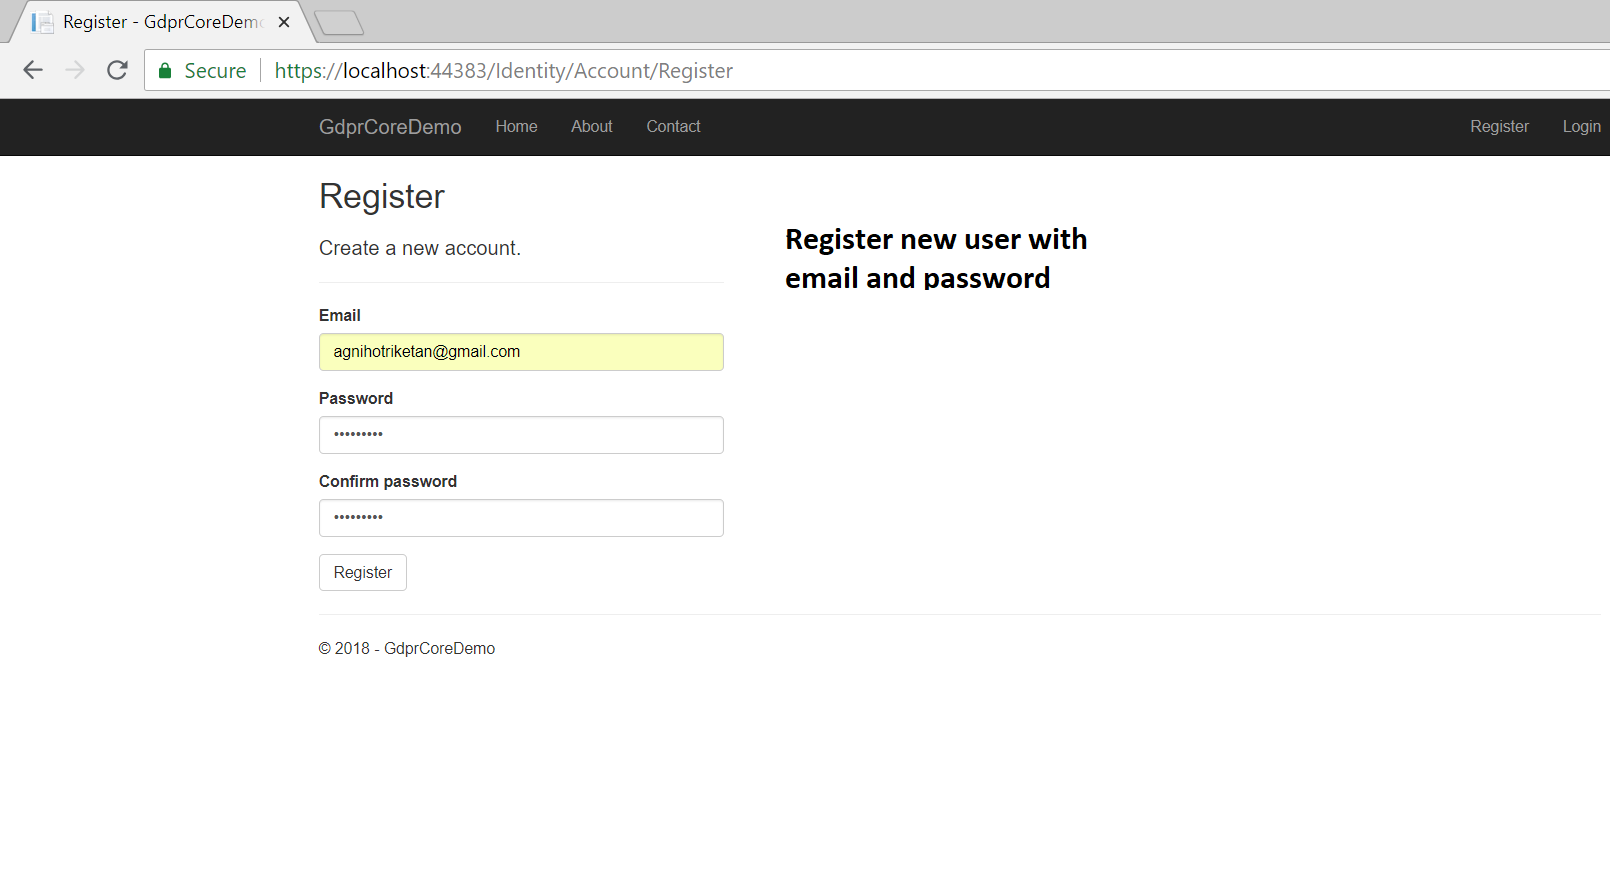 Register - GdprCoreDem
Secure https://localhost:44383/Identity/Account/Register
GdprCoreDemo Home About Contact Register Login
Register
Create a new account.
Register new user with
email and password
Email
agnihotriketan@gmail.com
Password
•••••••••
Confirm password
•••••••••
Register
© 2018 - GdprCoreDemo